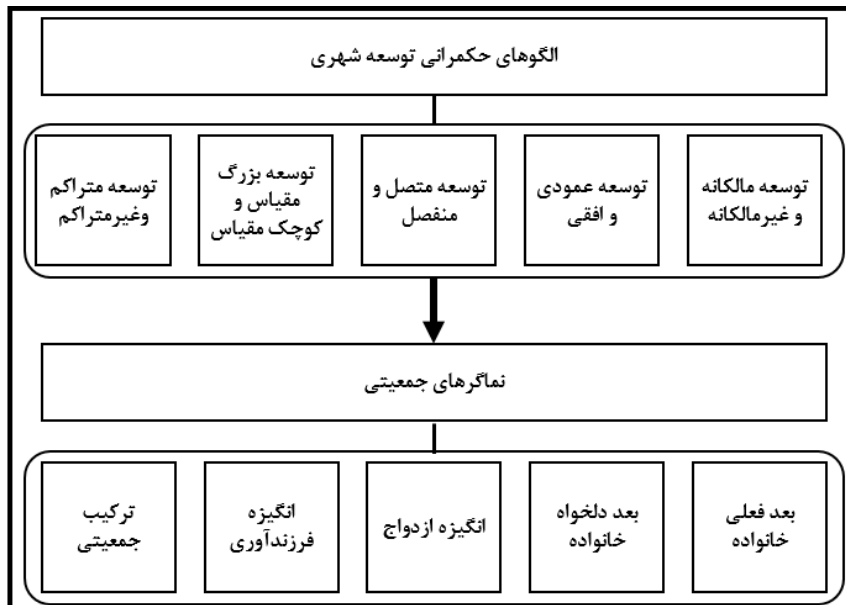 الگوهای حکمرانی توسعه شهری
توسعه مالکانه
و غیرمالکانه
توسعه عمودی
و افقی
توسعه متصل و
منفصل
توسعه بزرگ
مقیاس و
کوچک مقیاس
توسعه متراکم
وغیرمتراکم
نماگرهای جمعیتی
بعد فعلی
خانواده
بعد دلخواه
خانواده
انگیزه ازدواج
انگیزه
فرزندآوری
ترکیب
جمعیتی